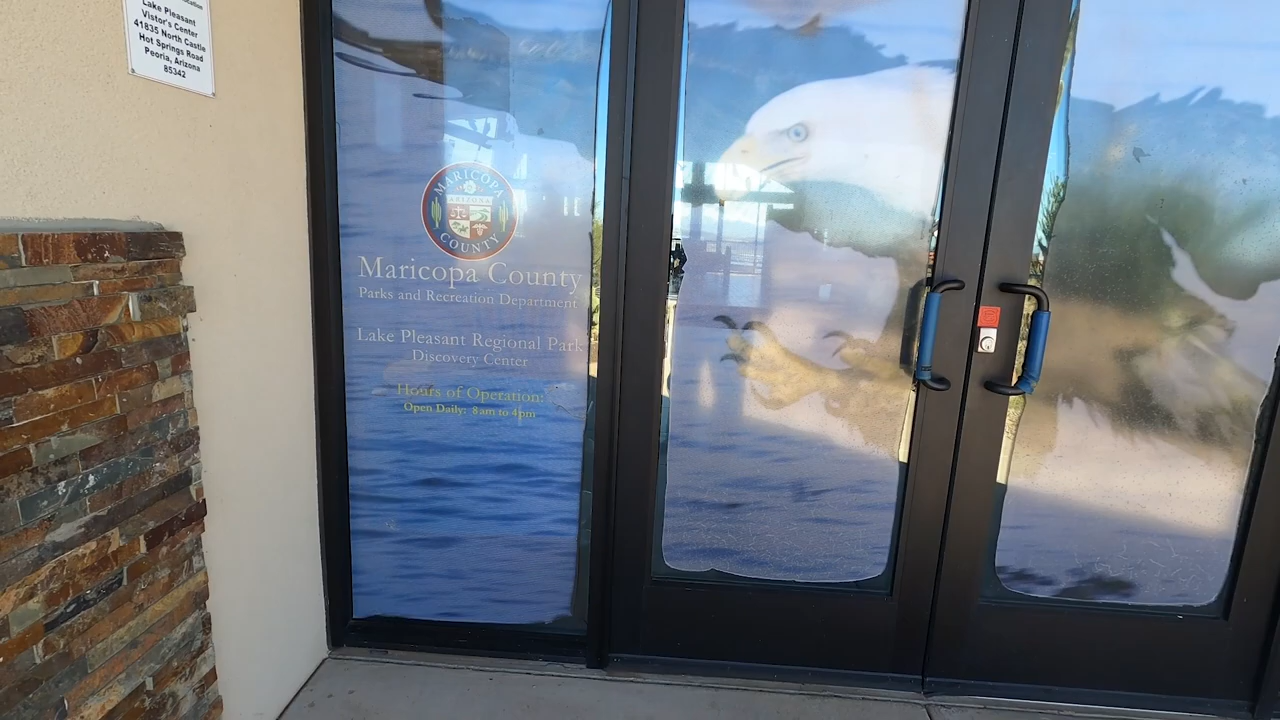 Lake Pleasant
Vistor's Center
41835 North Castle
Hot Springs Road
Peoria, Arizona
85342
MARICOPA
ARIZONA
COUNTY
Maricopa County
Parks and Recreation Department
Lake Pleasant Regional Park
Discovery Center
Hours of Operation:
Open Daily: 8am to 4pm